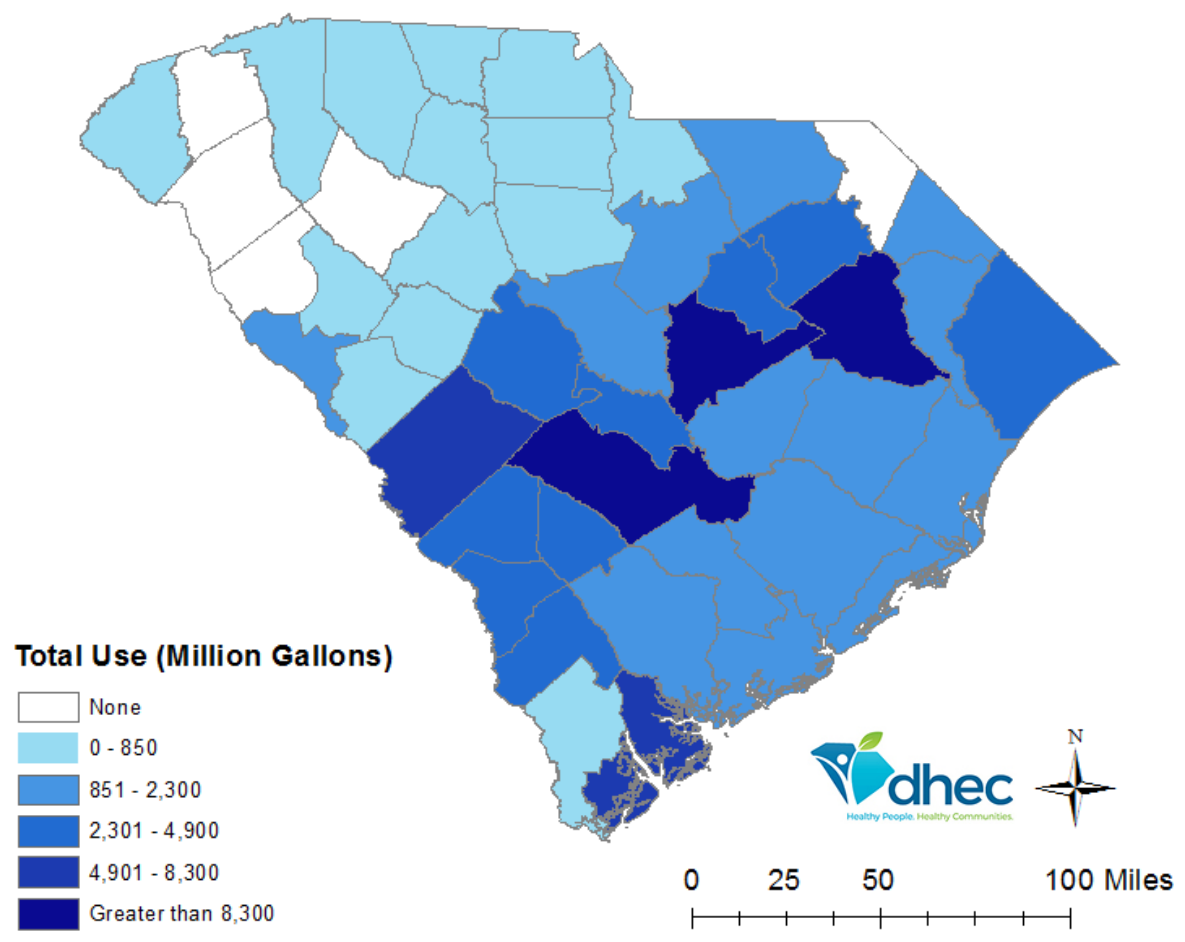 Total Use (Million Gallons)
None
0 - 850
851 - 2,300
2,301 - 4,900
4,901 - 8,300
Greater than 8,300
dhec
Healthy People. Healthy Communities.
N
0 25 50 100 Miles